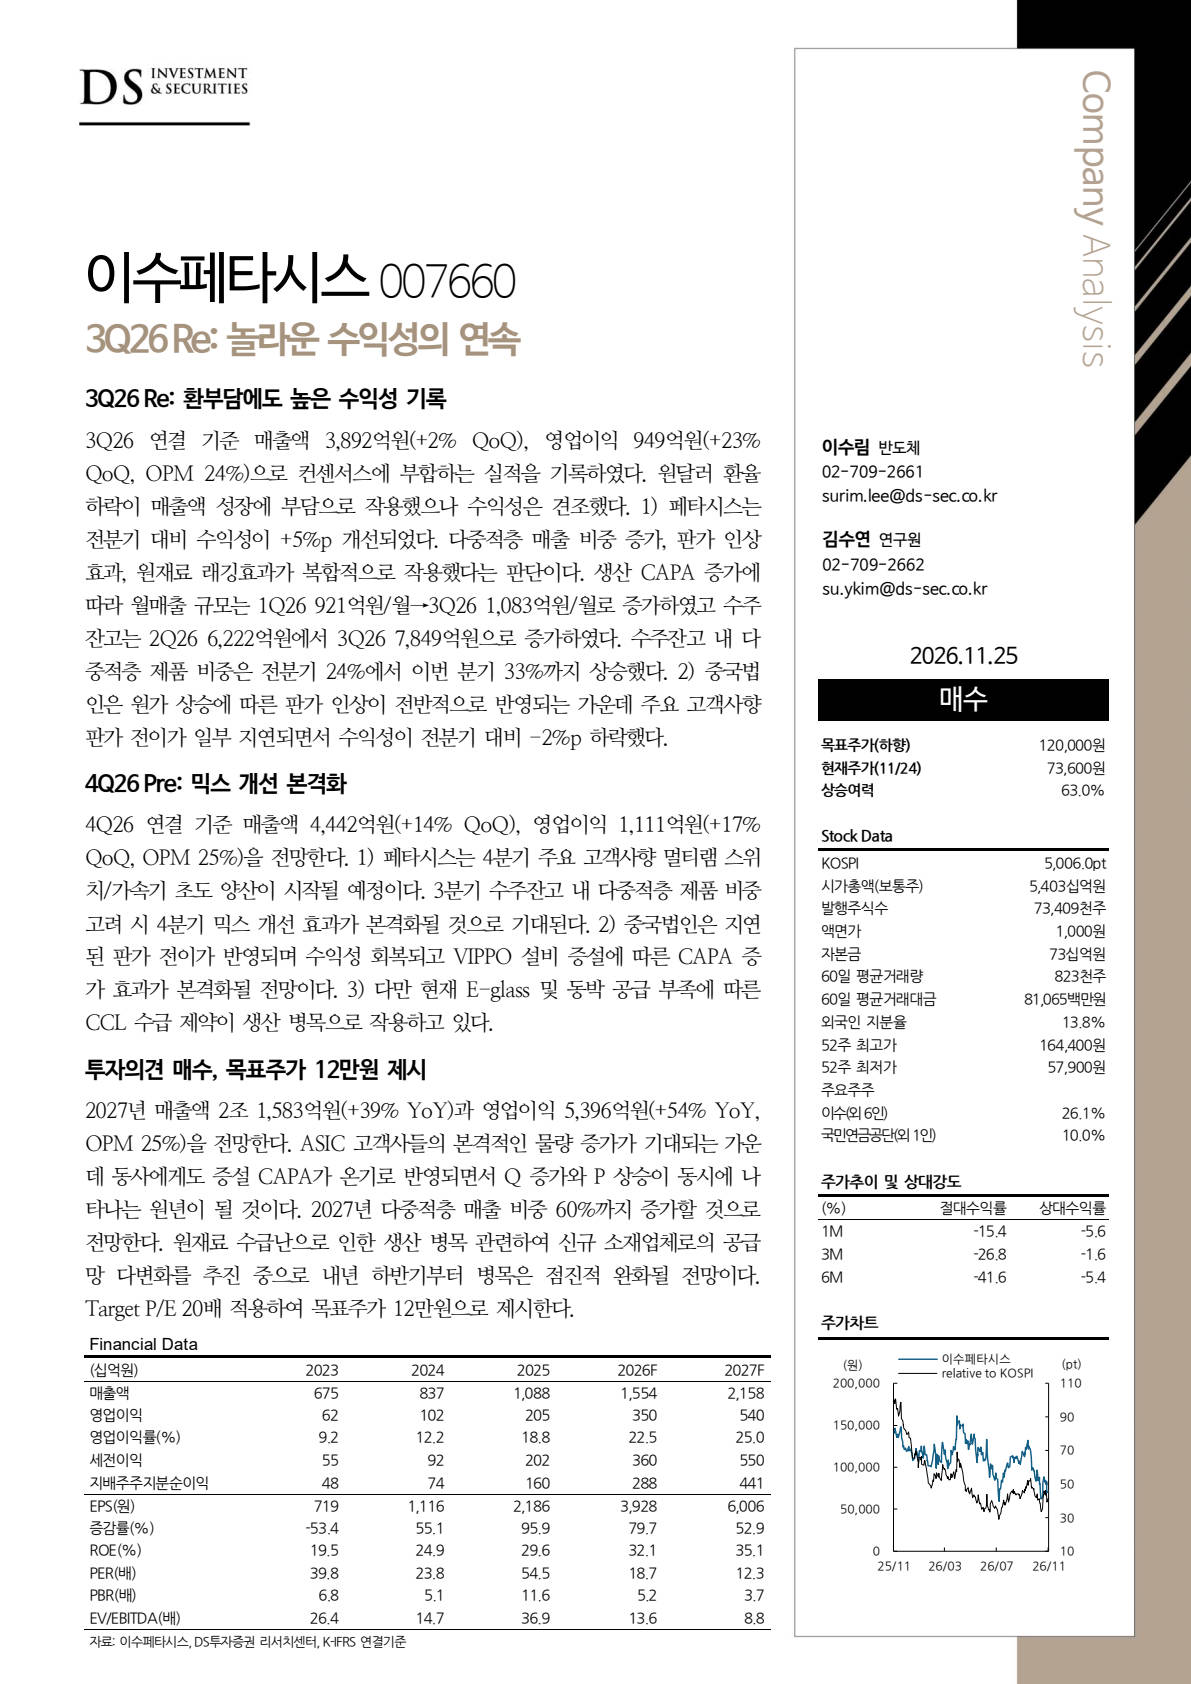 DS INVESTMENT
& SECURITIES
Company Analysis
이수페타시스 007660
3Q26 Re: 놀라운 수익성의 연속
3Q26 Re: 환부담에도 높은 수익성 기록
3Q26 연결 기준 매출액 3,892억원(+2% QoQ), 영업이익 949억원(+23%
QoQ, OPM 24%)으로 컨센서스에 부합하는 실적을 기록하였다. 원달러 환율
하락이 매출액 성장에 부담으로 작용했으나 수익성은 견조했다. 1) 페타시스는
전분기 대비 수익성이 +5%p 개선되었다. 다중적층 매출 비중 증가, 판가 인상
효과, 원재료 래깅효과가 복합적으로 작용했다는 판단이다. 생산 CAPA 증가에
따라 월매출 규모는 1Q26 921억원/월→3Q26 1,083억원/월로 증가하였고 수주
잔고는 2Q26 6,222억원에서 3Q26 7,849억원으로 증가하였다. 수주잔고 내 다
중적층 제품 비중은 전분기 24%에서 이번 분기 33%까지 상승했다. 2) 중국법
인은 원가 상승에 따른 판가 인상이 전반적으로 반영되는 가운데 주요 고객사향
판가 전이가 일부 지연되면서 수익성이 전분기 대비 -2%p 하락했다.
4Q26 Pre: 믹스 개선 본격화
4Q26 연결 기준 매출액 4,442억원(+14% QoQ), 영업이익 1,111억원(+17%
QoQ, OPM 25%)을 전망한다. 1) 페타시스는 4분기 주요 고객사향 멀티램 스위
치/가속기 초도 양산이 시작될 예정이다. 3분기 수주잔고 내 다중적층 제품 비중
고려 시 4분기 믹스 개선 효과가 본격화될 것으로 기대된다. 2) 중국법인은 지연
된 판가 전이가 반영되며 수익성 회복되고 VIPPO 설비 증설에 따른 CAPA 증
가 효과가 본격화될 전망이다. 3) 다만 현재 E-glass 및 동박 공급 부족에 따른
CCL 수급 제약이 생산 병목으로 작용하고 있다.
투자의견 매수, 목표주가 12만원 제시
2027년 매출액 2조 1,583억원(+39% YoY)과 영업이익 5,396억원(+54% YoY,
OPM 25%)을 전망한다. ASIC 고객사들의 본격적인 물량 증가가 기대되는 가운
데 동사에게도 증설 CAPA가 온기로 반영되면서 Q 증가와 P 상승이 동시에 나
타나는 원년이 될 것이다. 2027년 다중적층 매출 비중 60%까지 증가할 것으로
전망한다. 원재료 수급난으로 인한 생산 병목 관련하여 신규 소재업체로의 공급
망 다변화를 추진 중으로 내년 하반기부터 병목은 점진적 완화될 전망이다.
Target P/E 20배 적용하여 목표주가 12만원으로 제시한다.
Financial Data
(십억원) 2023 2024 2025 2026F 2027F
매출액 675 837 1,088 1,554 2,158
영업이익 62 102 205 350 540
영업이익률(%) 9.2 12.2 18.8 22.5 25.0
세전이익 55 92 202 360 550
지배주주지분순이익 48 74 160 288 441
EPS(원) 719 1,116 2,186 3,928 6,006
증감률(%) -53.4 55.1 95.9 79.7 52.9
ROE(%) 19.5 24.9 29.6 32.1 35.1
PER(배) 39.8 23.8 54.5 18.7 12.3
PBR(배) 6.8 5.1 11.6 5.2 3.7
EV/EBITDA(배) 26.4 14.7 36.9 13.6 8.8
자료: 이수페타시스, DS투자증권 리서치센터, K-IFRS 연결기준
이수림 반도체
02-709-2661
surim.lee@ds-sec.co.kr
김수연 연구원
02-709-2662
su.ykim@ds-sec.co.kr
2026.11.25
매수
목표주가(하향) 120,000원
현재주가(11/24) 73,600원
상승여력 63.0%
Stock Data
KOSPI 5,006.0pt
시가총액(보통주) 5,403십억원
발행주식수 73,409천주
액면가 1,000원
자본금 73십억원
60일 평균거래량 823천주
60일 평균거래대금 81,065백만원
외국인 지분율 13.8%
52주 최고가 164,400원
52주 최저가 57,900원
주요주주
이수(외 6인) 26.1%
국민연금공단(외 1인) 10.0%
주가추이 및 상대강도
(%) 절대수익률 상대수익률
1M -15.4 -5.6
3M -26.8 -1.6
6M -41.6 -5.4
주가차트
(원) 이수페타시스 (pt)
relative to KOSPI
200,000 110
90
150,000
70
100,000
50
50,000
30
0 10
25/11 26/03 26/07 26/11